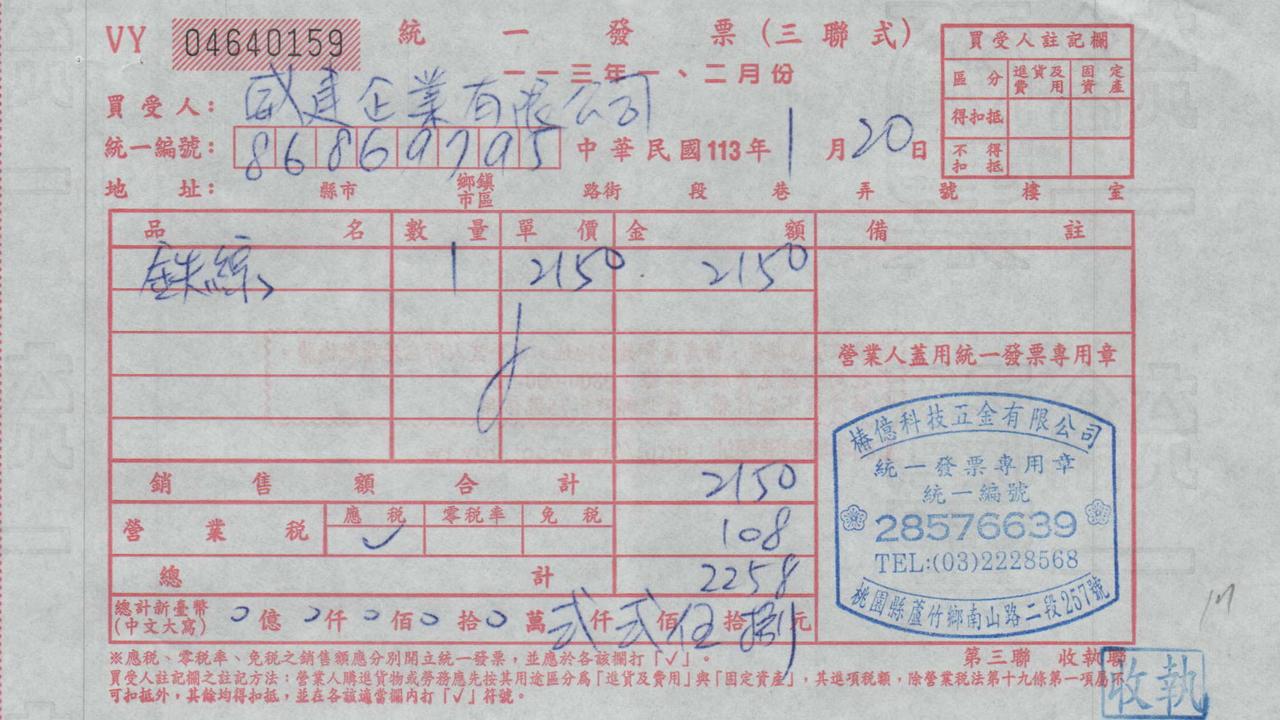 VY 04640159 統一發票(三聯式)
一一三年一、二月份
買受人註記欄
區分 進貨及費用 固定資產
得扣抵
不得扣抵
買受人：威建企業有限公司
統一編號：86869795 中華民國113年1月20日
地址： 縣市 鄉鎮市區 路街 段 巷 弄 號 樓 室
品名 數量 單價 金額 備註
1 2150 2150
營業人蓋用統一發票專用章
銷售額合計 2150
營業稅 應稅 ✓ 零稅率 免稅 108
總計 2258
總計新臺幣(中文大寫) 0億0仟0佰0拾0萬貳仟貳佰伍拾捌元
椿億科技五金有限公司
統一發票專用章
統一編號
28576639
TEL:(03)2228568
桃園縣蘆竹鄉南山路二段257號
※應稅、零稅率、免稅之銷售額應分別開立統一發票，並應於各該欄打「✓」。
第三聯 收執聯
買受人註記欄之註記方法：營業人購進貨物或勞務應先按其用途區分為「進貨及費用」與「固定資產」，其進項稅額，除營業稅法第十九條第一項屬不
可扣抵外，其餘均得扣抵，並在各該適當欄內打「✓」符號。
收執